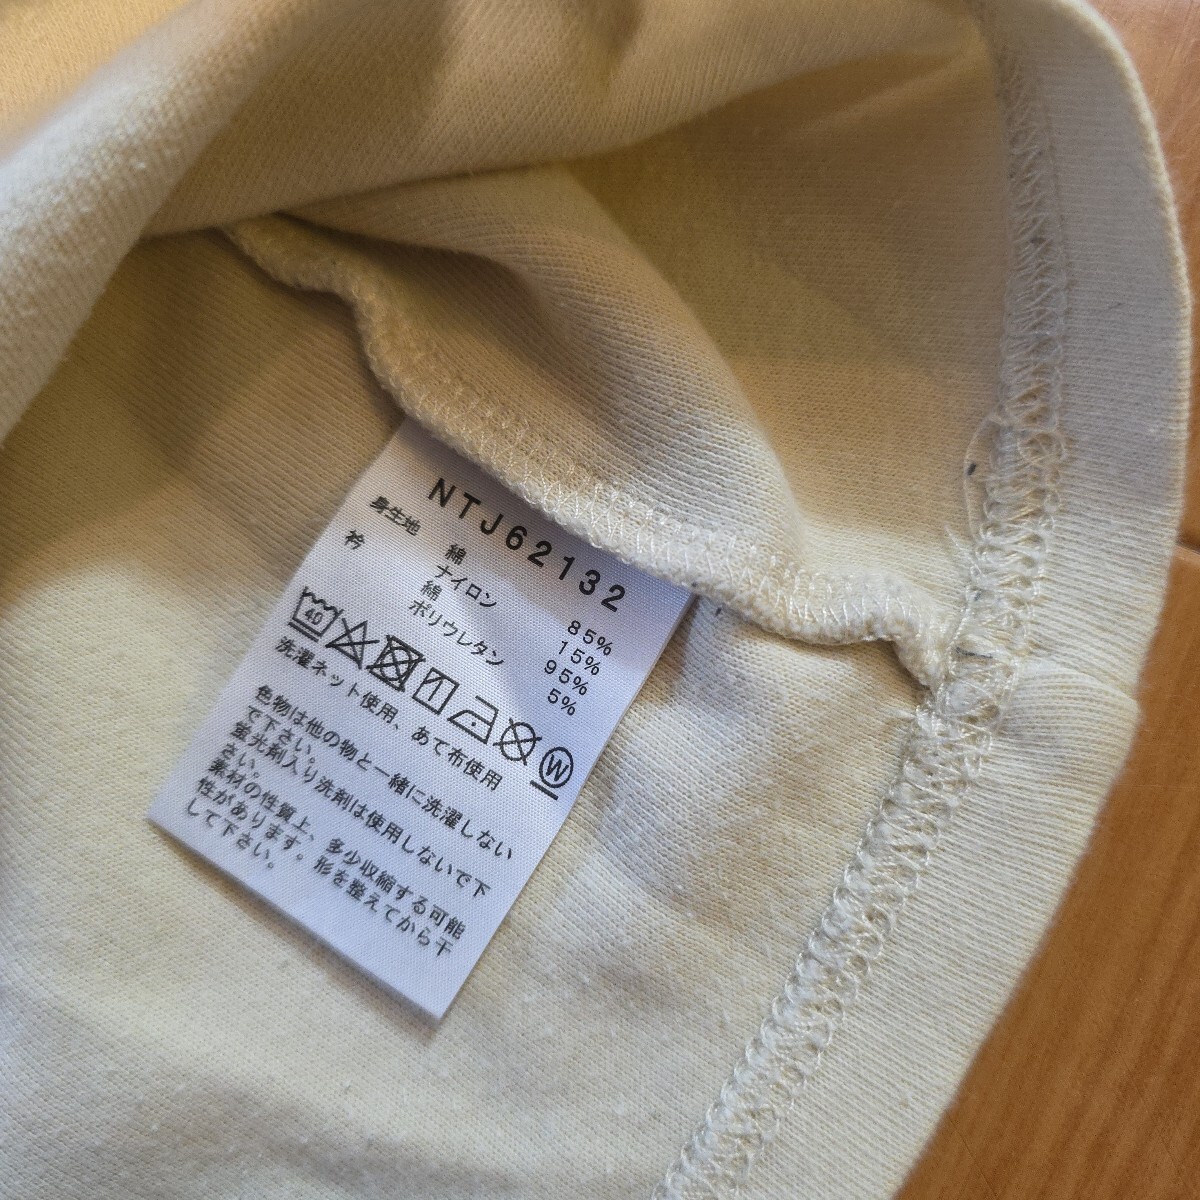 NTJ62132
身生地 綿 85%
ナイロン 15%
衿 綿 95%
ポリウレタン 5%
40 W
洗濯ネット使用、あて布使用
色物は他の物と一緒に洗濯しない
で下さい。
蛍光剤入り洗剤は使用しないで下
さい。
素材の性質上、多少収縮する可能
性があります。形を整えてから干
して下さい。